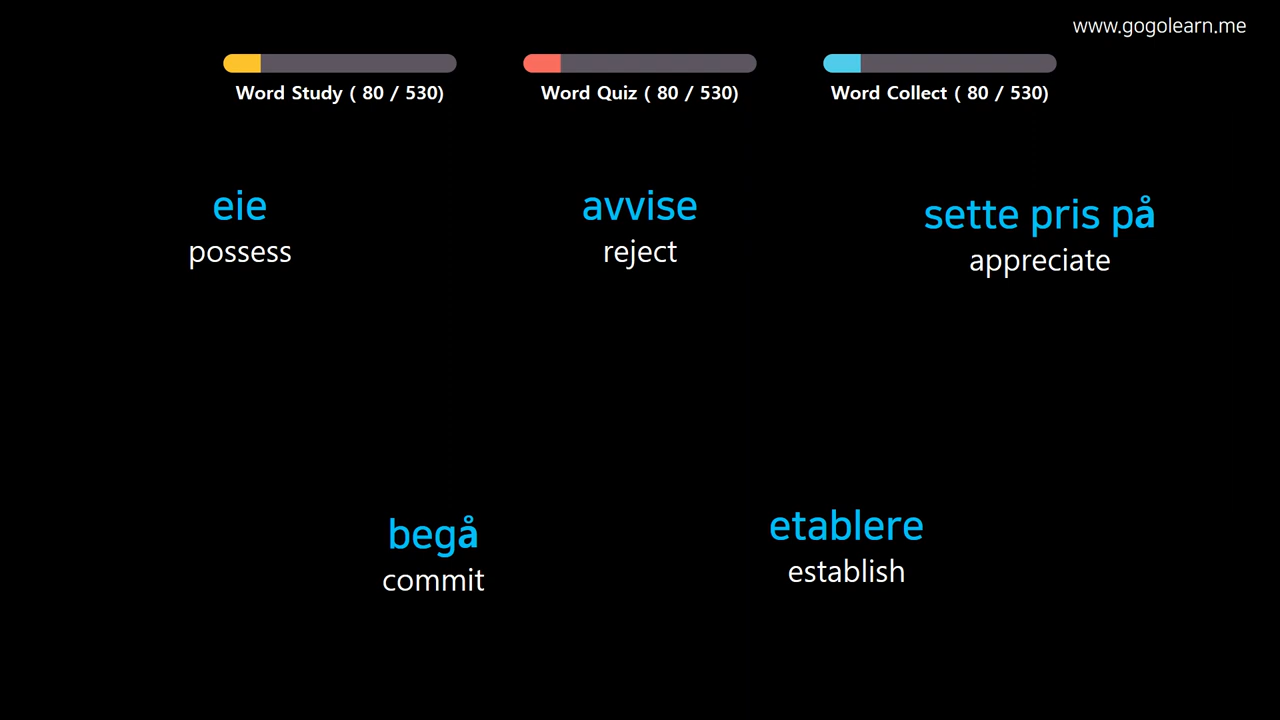 www.gogolearn.me
Word Study ( 80 / 530)
Word Quiz ( 80 / 530)
Word Collect ( 80 / 530)
eie
possess
avvise
reject
sette pris på
appreciate
begå
commit
etablere
establish